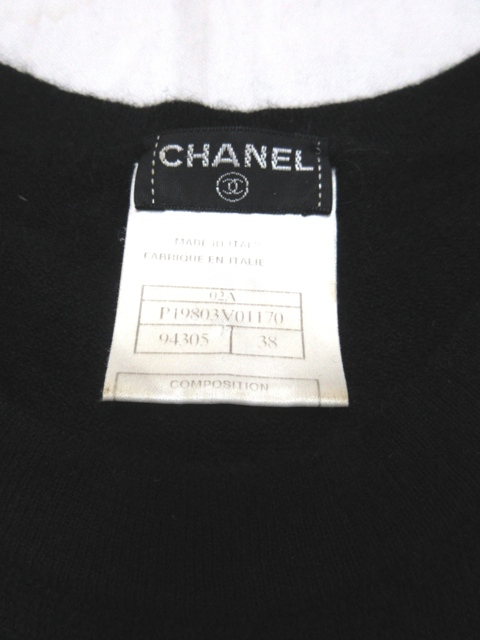 CHANEL
MADE IN ITALY
FABRIQUE EN ITALIE
02A
P19803V01170
94305 38
COMPOSITION